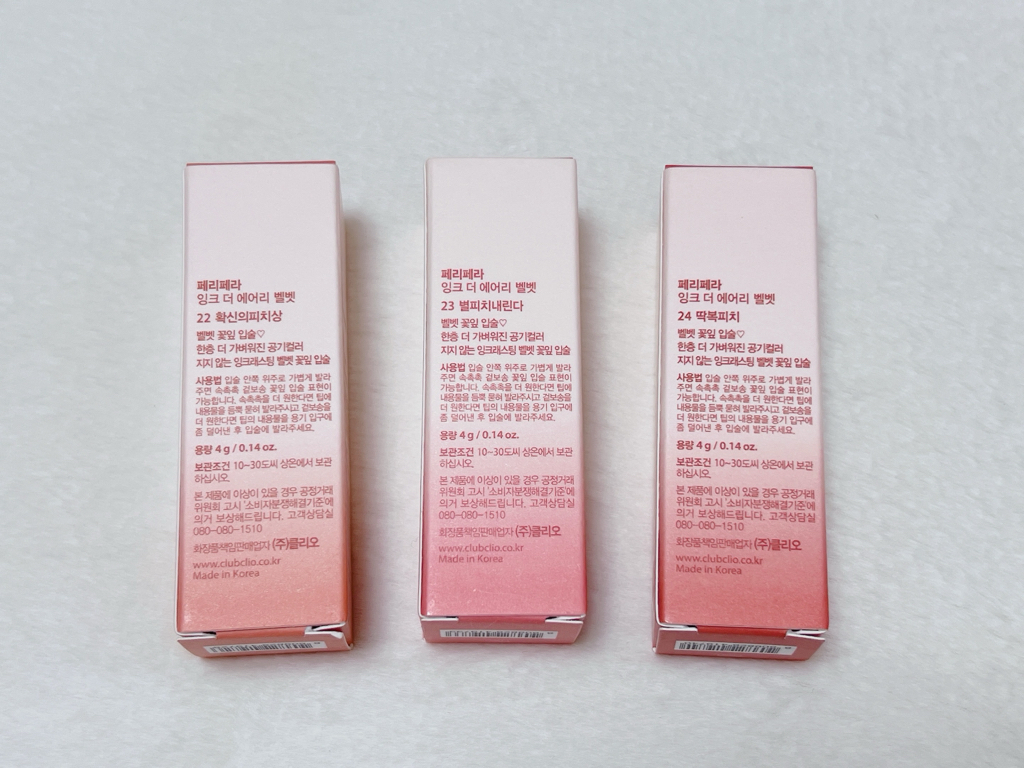 페리페라
잉크 더 에어리 벨벳
22 확신의피치상
벨벳 꽃잎 입술♡
한층 더 가벼워진 공기컬러
지지 않는 잉크래스팅 벨벳 꽃잎 입술
사용법 입술 안쪽 위주로 가볍게 발라
주면 속촉촉 겉보송 꽃잎 입술 표현이
가능합니다. 속촉촉을 더 원한다면 팁에
내용물을 듬뿍 묻혀 발라주시고 겉보송을
더 원한다면 팁의 내용물을 용기 입구에
좀 덜어낸 후 입술에 발라주세요.
용량 4 g / 0.14 oz.
보관조건 10~30도씨 상온에서 보관
하십시오.
본 제품에 이상이 있을 경우 공정거래
위원회 고시 '소비자분쟁해결기준'에
의거 보상해드립니다. 고객상담실
080-080-1510
화장품책임판매업자 (주)클리오
www.clubclio.co.kr
Made in Korea
페리페라
잉크 더 에어리 벨벳
23 별피치내린다
벨벳 꽃잎 입술♡
한층 더 가벼워진 공기컬러
지지 않는 잉크래스팅 벨벳 꽃잎 입술
사용법 입술 안쪽 위주로 가볍게 발라
주면 속촉촉 겉보송 꽃잎 입술 표현이
가능합니다. 속촉촉을 더 원한다면 팁에
내용물을 듬뿍 묻혀 발라주시고 겉보송을
더 원한다면 팁의 내용물을 용기 입구에
좀 덜어낸 후 입술에 발라주세요.
용량 4 g / 0.14 oz.
보관조건 10~30도씨 상온에서 보관
하십시오.
본 제품에 이상이 있을 경우 공정거래
위원회 고시 '소비자분쟁해결기준'에
의거 보상해드립니다. 고객상담실
080-080-1510
화장품책임판매업자 (주)클리오
www.clubclio.co.kr
Made in Korea
페리페라
잉크 더 에어리 벨벳
24 딱복피치
벨벳 꽃잎 입술♡
한층 더 가벼워진 공기컬러
지지 않는 잉크래스팅 벨벳 꽃잎 입술
사용법 입술 안쪽 위주로 가볍게 발라
주면 속촉촉 겉보송 꽃잎 입술 표현이
가능합니다. 속촉촉을 더 원한다면 팁에
내용물을 듬뿍 묻혀 발라주시고 겉보송을
더 원한다면 팁의 내용물을 용기 입구에
좀 덜어낸 후 입술에 발라주세요.
용량 4 g / 0.14 oz.
보관조건 10~30도씨 상온에서 보관
하십시오.
본 제품에 이상이 있을 경우 공정거래
위원회 고시 '소비자분쟁해결기준'에
의거 보상해드립니다. 고객상담실
080-080-1510
화장품책임판매업자 (주)클리오
www.clubclio.co.kr
Made in Korea